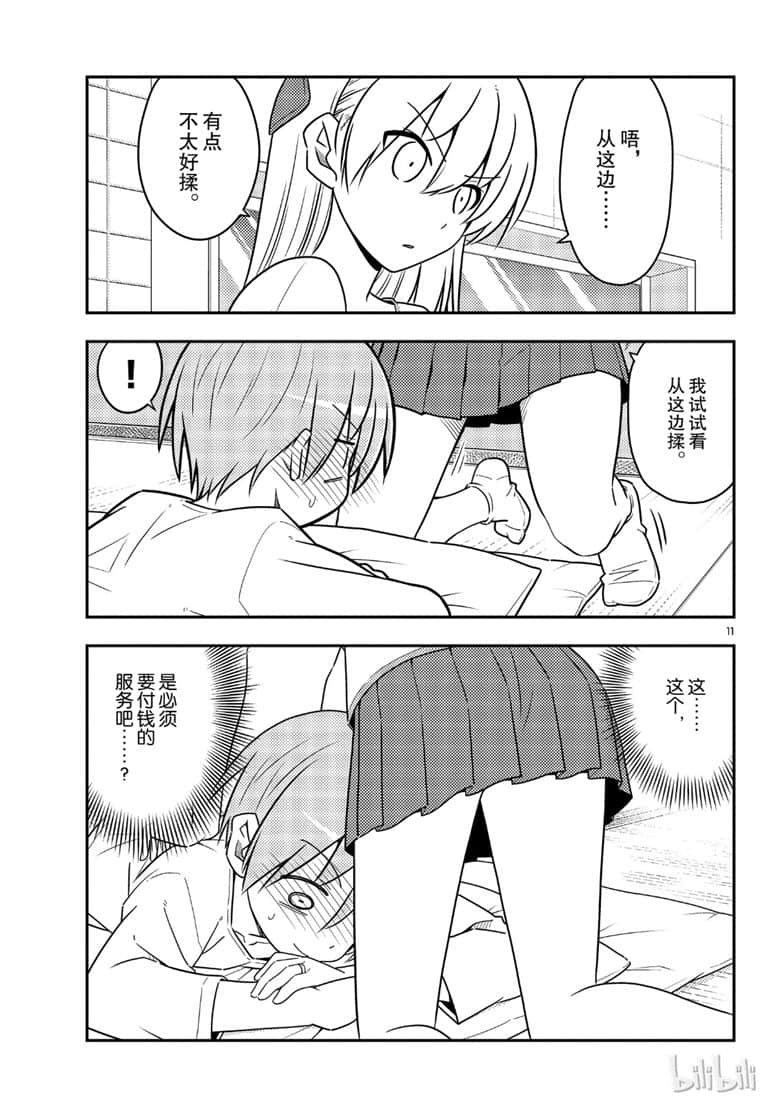 唔，
从这边……
有点
不太好揉。
我试试看
从这边揉。
！
11
这……
这个，
是必须
要付钱的
服务吧……？
bilibili